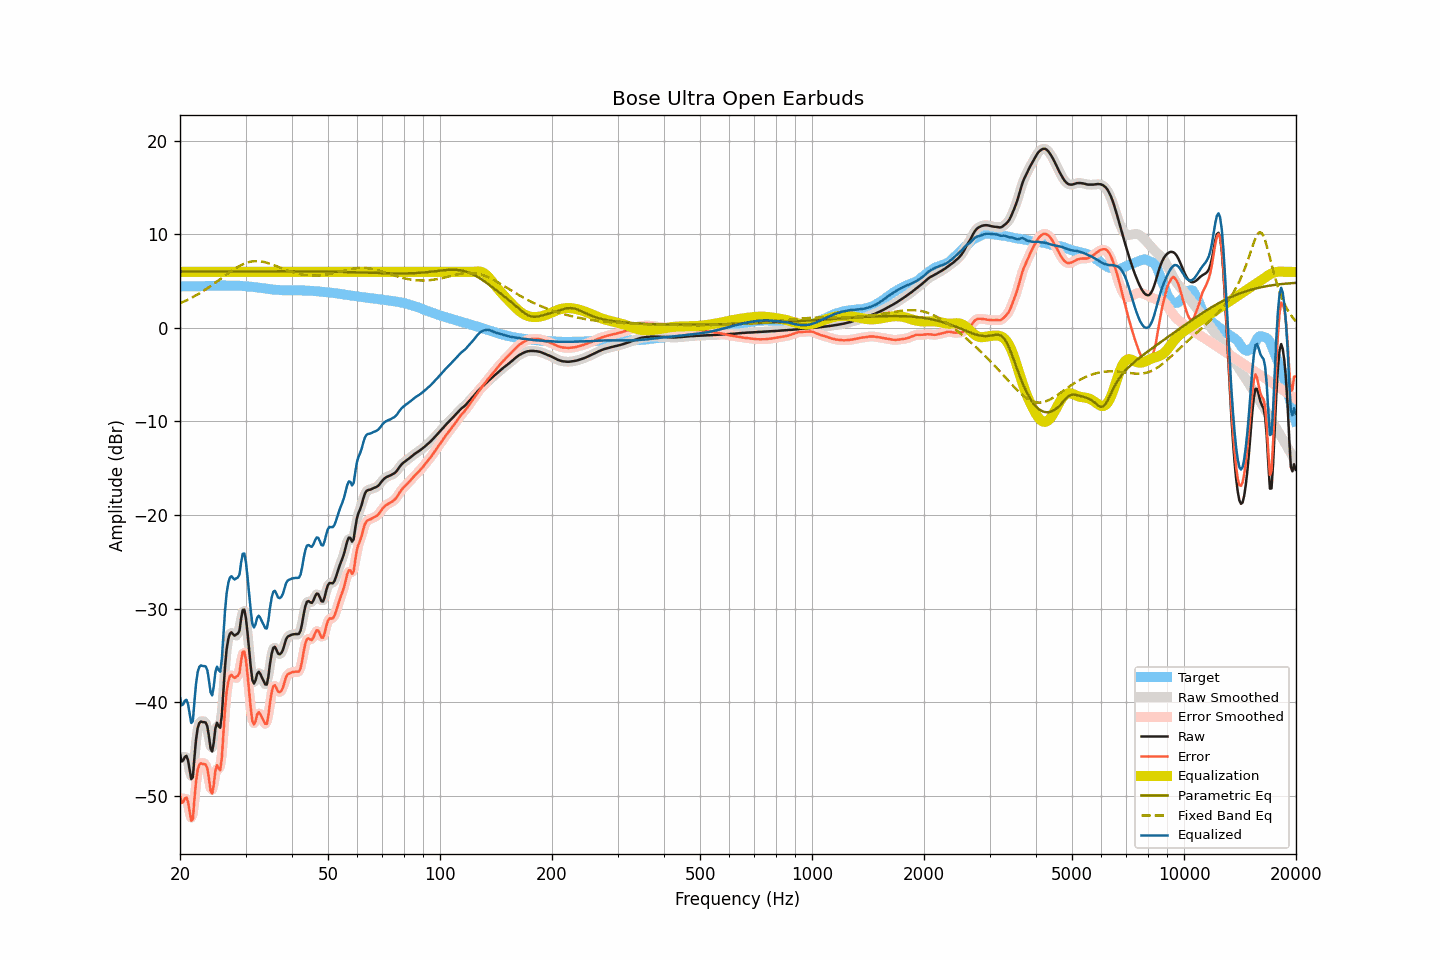 Bose Ultra Open Earbuds
Amplitude (dBr)
20
10
0
−10
−20
−30
−40
−50
Target
Raw Smoothed
Error Smoothed
Raw
Error
Equalization
Parametric Eq
Fixed Band Eq
Equalized
20 50 100 200 500 1000 2000 5000 10000 20000
Frequency (Hz)